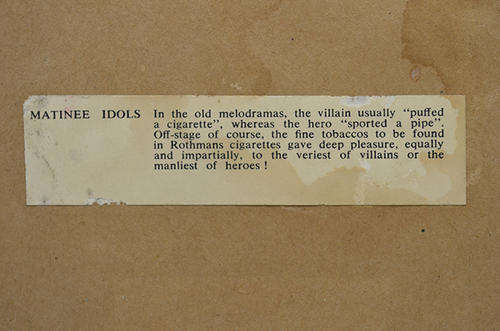 MATINEE IDOLS In the old melodramas, the villain usually “puffed
a cigarette”, whereas the hero “sported a pipe”.
Off-stage of course, the fine tobaccos to be found
in Rothmans cigarettes gave deep pleasure, equally
and impartially, to the veriest of villains or the
manliest of heroes !